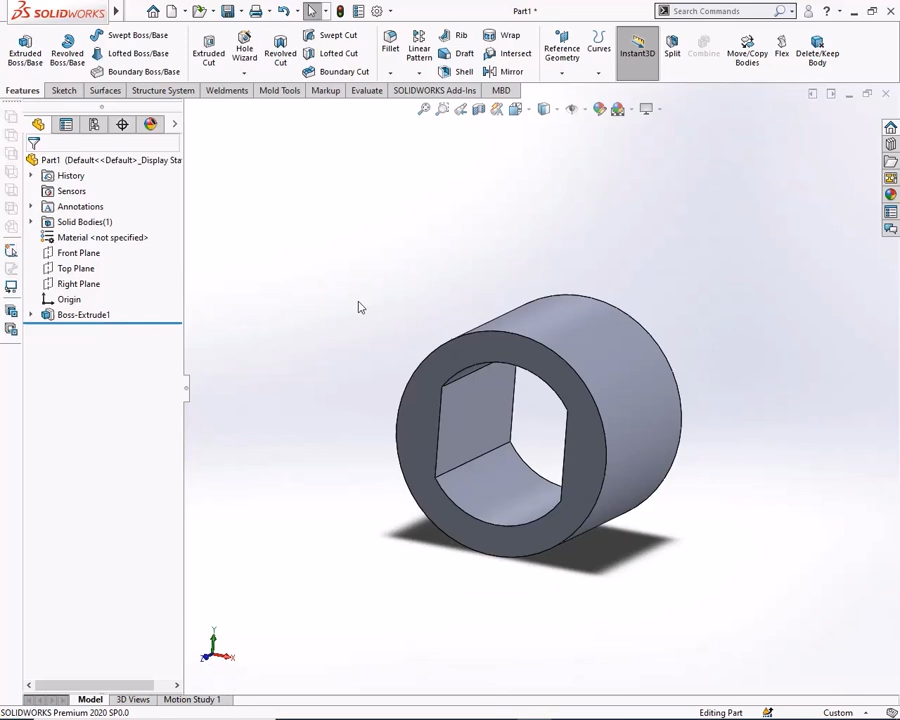 SOLIDWORKS
Part1 *
Search Commands
Extruded Boss/Base
Revolved Boss/Base
Swept Boss/Base
Lofted Boss/Base
Boundary Boss/Base
Extruded Cut
Hole Wizard
Revolved Cut
Swept Cut
Lofted Cut
Boundary Cut
Fillet
Linear Pattern
Rib
Draft
Shell
Wrap
Intersect
Mirror
Reference Geometry
Curves
Instant3D
Split
Combine
Move/Copy Bodies
Flex
Delete/Keep Body
Features
Sketch
Surfaces
Structure System
Weldments
Mold Tools
Markup
Evaluate
SOLIDWORKS Add-Ins
MBD
Part1 (Default<<Default>_Display Sta
History
Sensors
Annotations
Solid Bodies(1)
Material <not specified>
Front Plane
Top Plane
Right Plane
Origin
Boss-Extrude1
Y
Z X
Model
3D Views
Motion Study 1
SOLIDWORKS Premium 2020 SP0.0
Editing Part
Custom